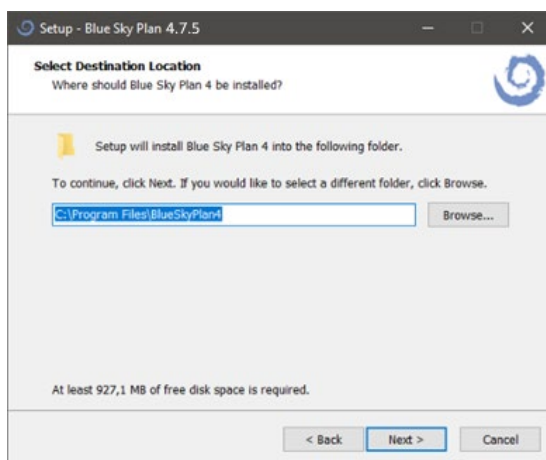 Setup - Blue Sky Plan 4.7.5
Select Destination Location
Where should Blue Sky Plan 4 be installed?
Setup will install Blue Sky Plan 4 into the following folder.
To continue, click Next. If you would like to select a different folder, click Browse.
C:\Program Files\BlueSkyPlan4
Browse...
At least 927,1 MB of free disk space is required.
< Back
Next >
Cancel